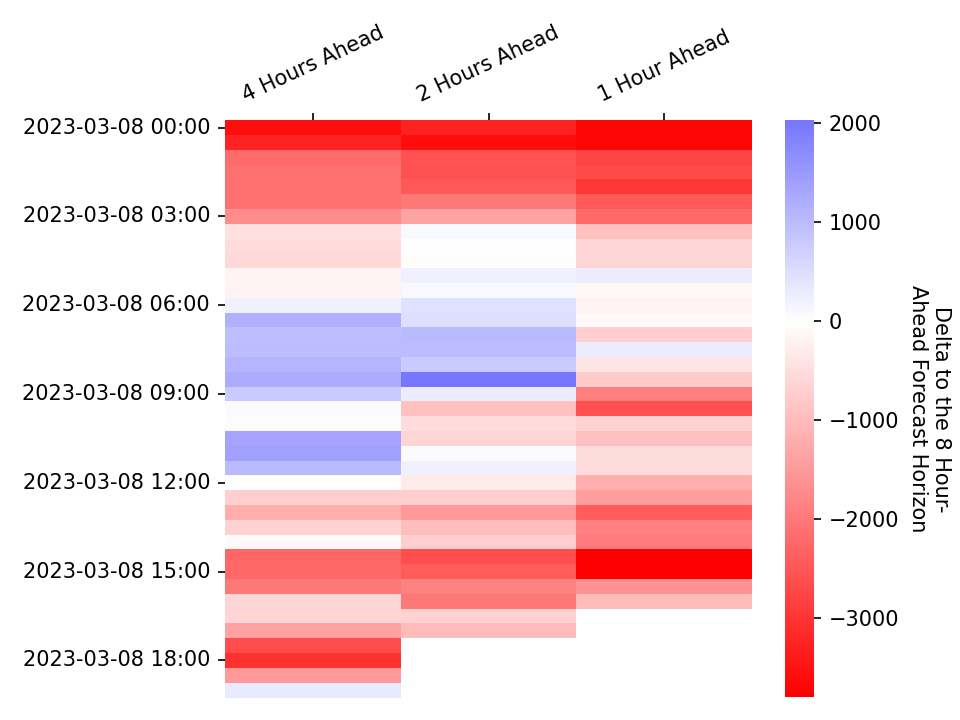 4 Hours Ahead
2 Hours Ahead
1 Hour Ahead
2023-03-08 00:00
2023-03-08 03:00
2023-03-08 06:00
2023-03-08 09:00
2023-03-08 12:00
2023-03-08 15:00
2023-03-08 18:00
2000
1000
0
−1000
−2000
−3000
Delta to the 8 Hour-
Ahead Forecast Horizon